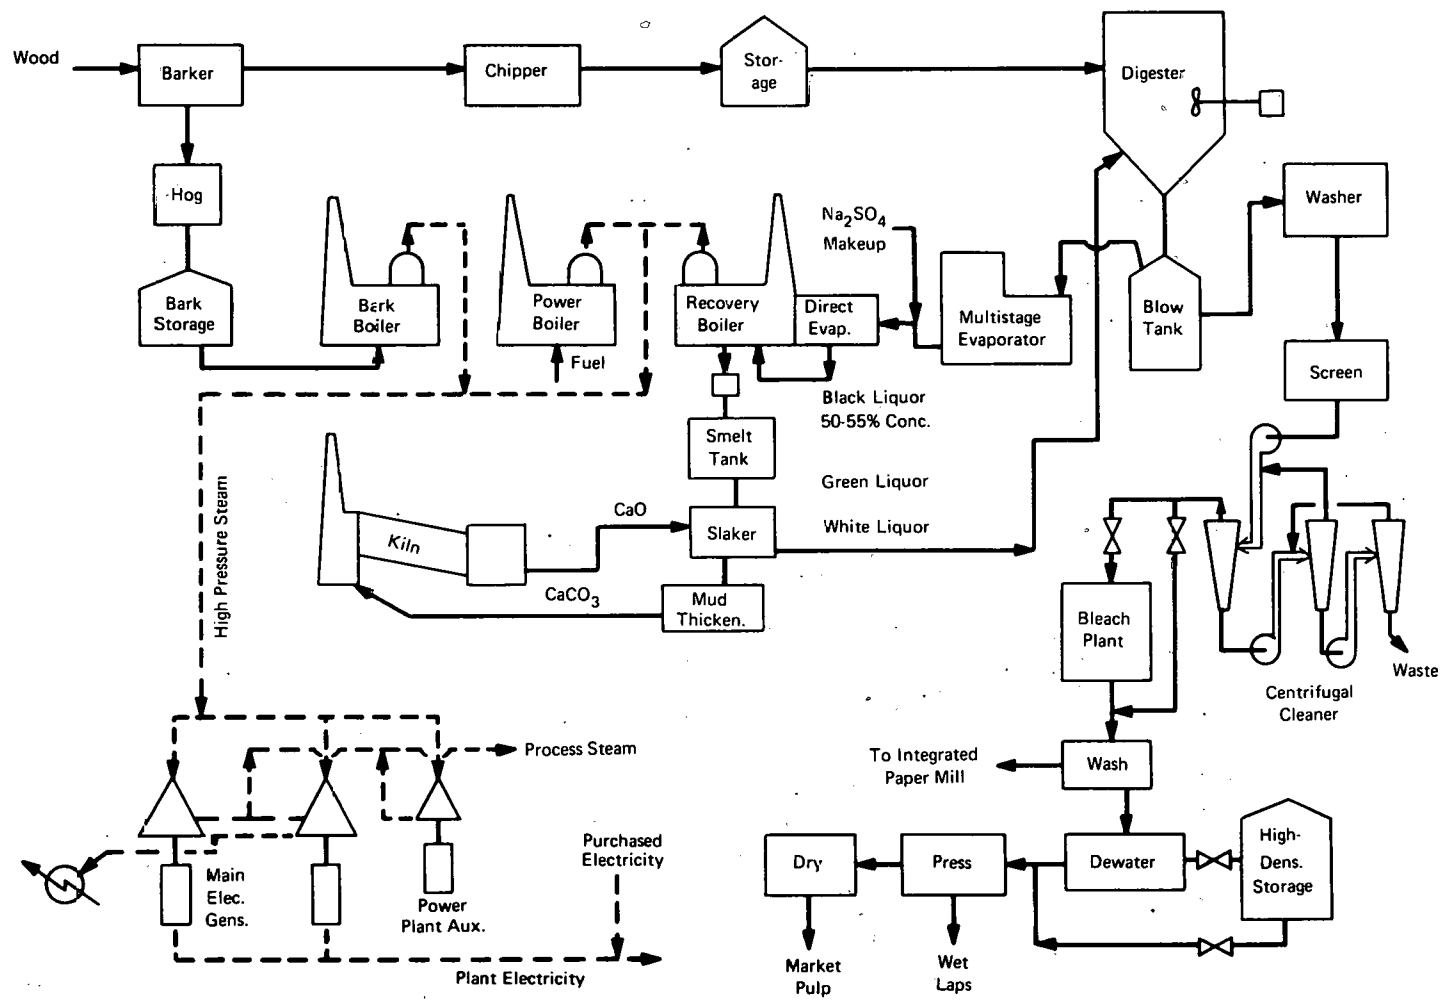 Wood
Barker
Chipper
Stor-
age
Digester
Hog
Bark
Storage
Bark
Boiler
Power
Boiler
Fuel
Recovery
Boiler
Direct
Evap.
Na2SO4
Makeup
Multistage
Evaporator
Blow
Tank
Washer
Screen
Black Liquor
50-55% Conc.
Smelt
Tank
Green Liquor
White Liquor
CaO
Slaker
Kiln
CaCO3
Mud
Thicken.
High Pressure Steam
Bleach
Plant
Waste
Centrifugal
Cleaner
Process Steam
To Integrated
Paper Mill
Wash
Purchased
Electricity
Main
Elec.
Gens.
Power
Plant Aux.
Plant Electricity
Dry
Press
Dewater
High-
Dens.
Storage
Market
Pulp
Wet
Laps